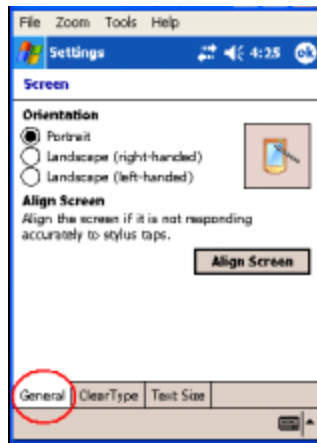 File Zoom Tools Help
Settings 4:25 ok
Screen
Orientation
Portrait
Landscape (right-handed)
Landscape (left-handed)
Align Screen
Align the screen if it is not responding
accurately to stylus taps.
Align Screen
General ClearType Text Size